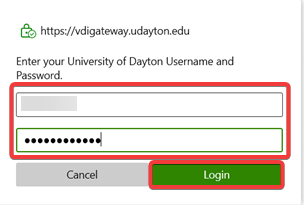 https://vdigateway.udayton.edu
Enter your University of Dayton Username and
Password.
••••••••••••
Cancel Login